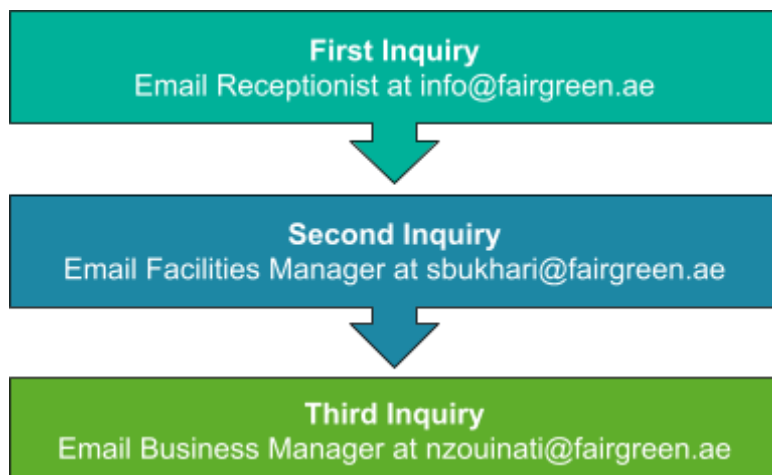 First Inquiry
Email Receptionist at info@fairgreen.ae
Second Inquiry
Email Facilities Manager at sbukhari@fairgreen.ae
Third Inquiry
Email Business Manager at nzouinati@fairgreen.ae